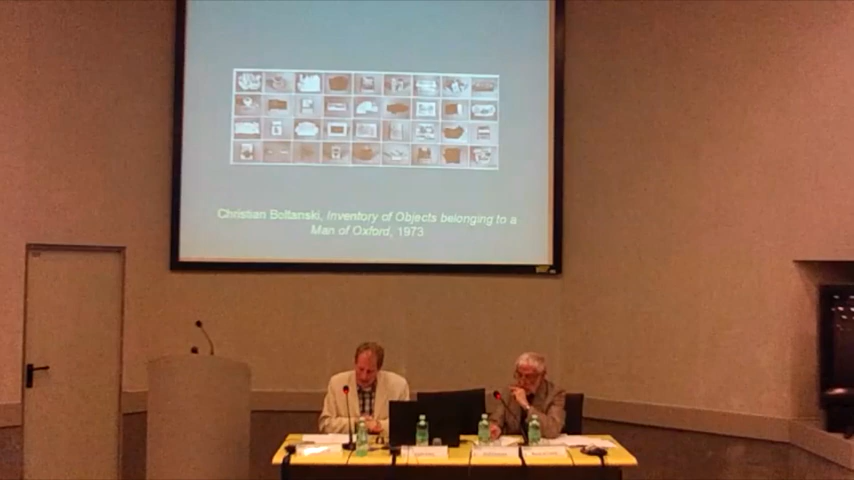 Christian Boltanski, Inventory of Objects belonging to a
Man of Oxford, 1973